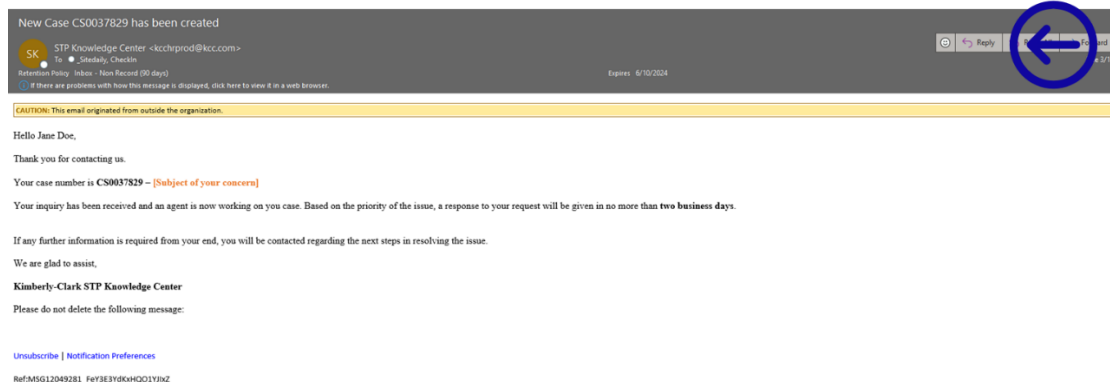 New Case CS0037829 has been created
SK
STP Knowledge Center <kcchrprod@kcc.com>
To _Sitedaily, CheckIn
Reply
Retention Policy Inbox - Non Record (90 days)
Expires 6/10/2024
If there are problems with how this message is displayed, click here to view it in a web browser.
CAUTION: This email originated from outside the organization.
Hello Jane Doe,
Thank you for contacting us.
Your case number is CS0037829 – [Subject of your concern]
Your inquiry has been received and an agent is now working on you case. Based on the priority of the issue, a response to your request will be given in no more than two business days.
If any further information is required from your end, you will be contacted regarding the next steps in resolving the issue.
We are glad to assist,
Kimberly-Clark STP Knowledge Center
Please do not delete the following message:
Unsubscribe | Notification Preferences